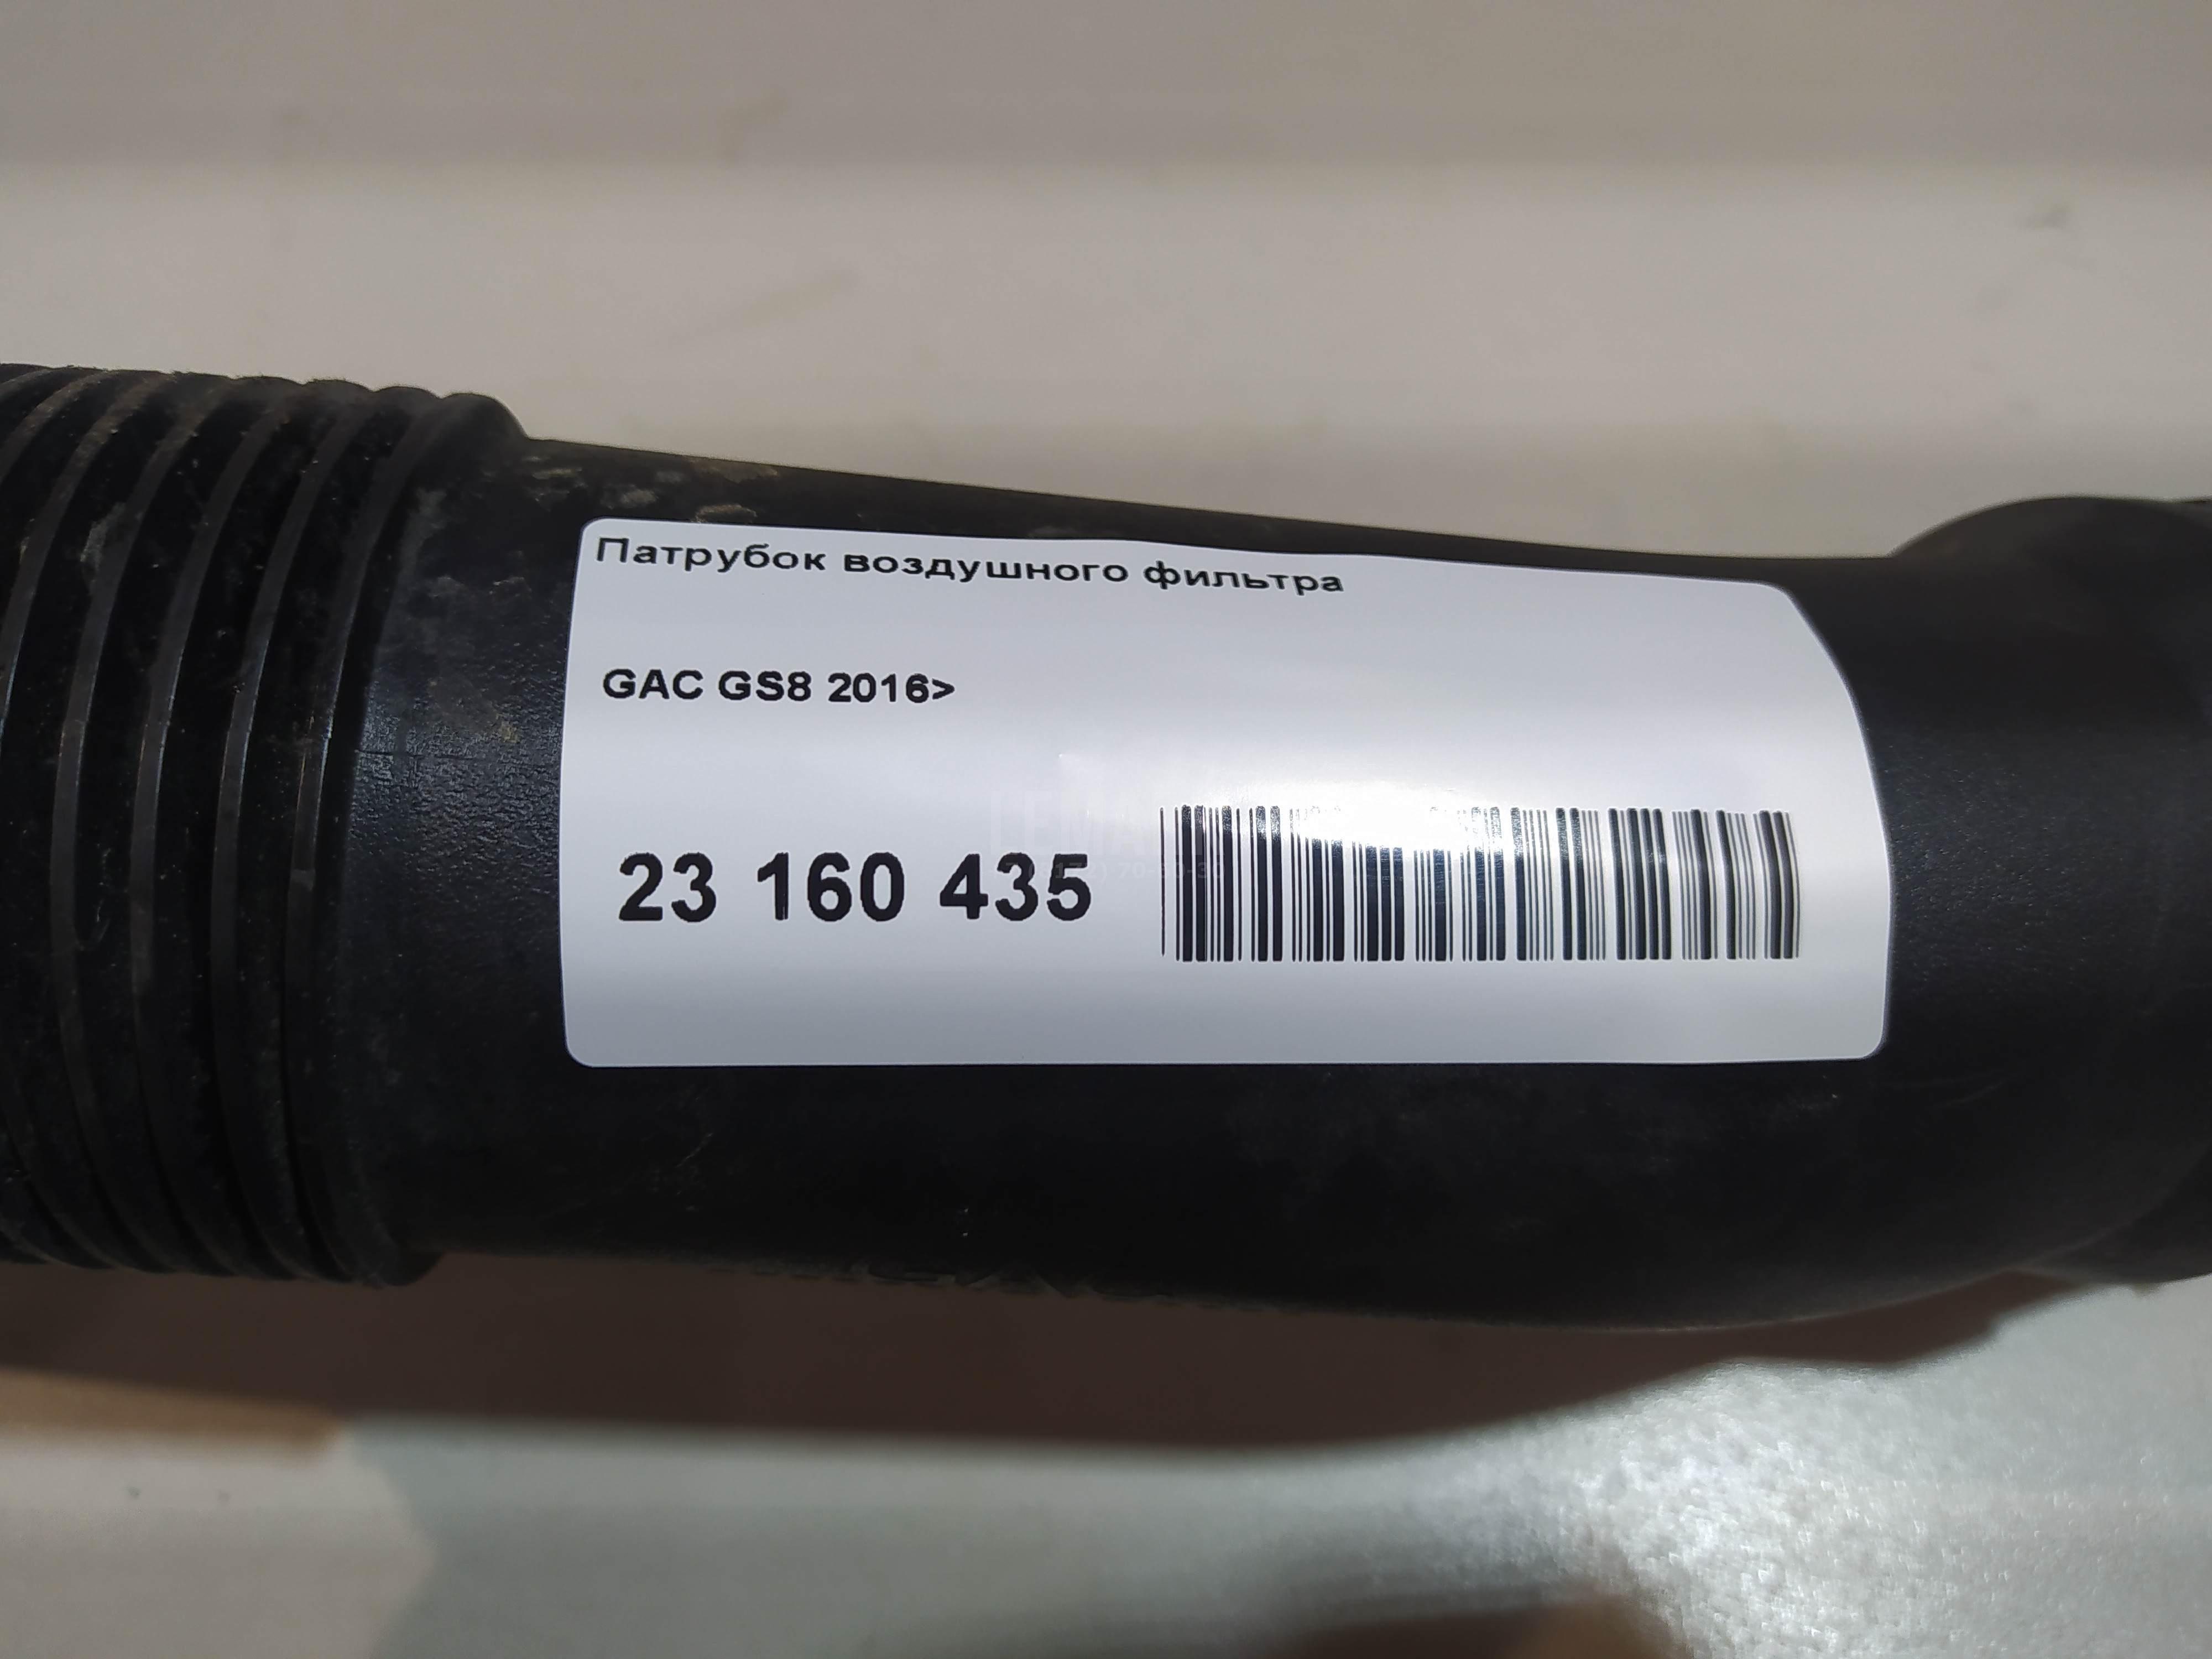 Патрубок воздушного фильтра
GAC GS8 2016>
23 160 435